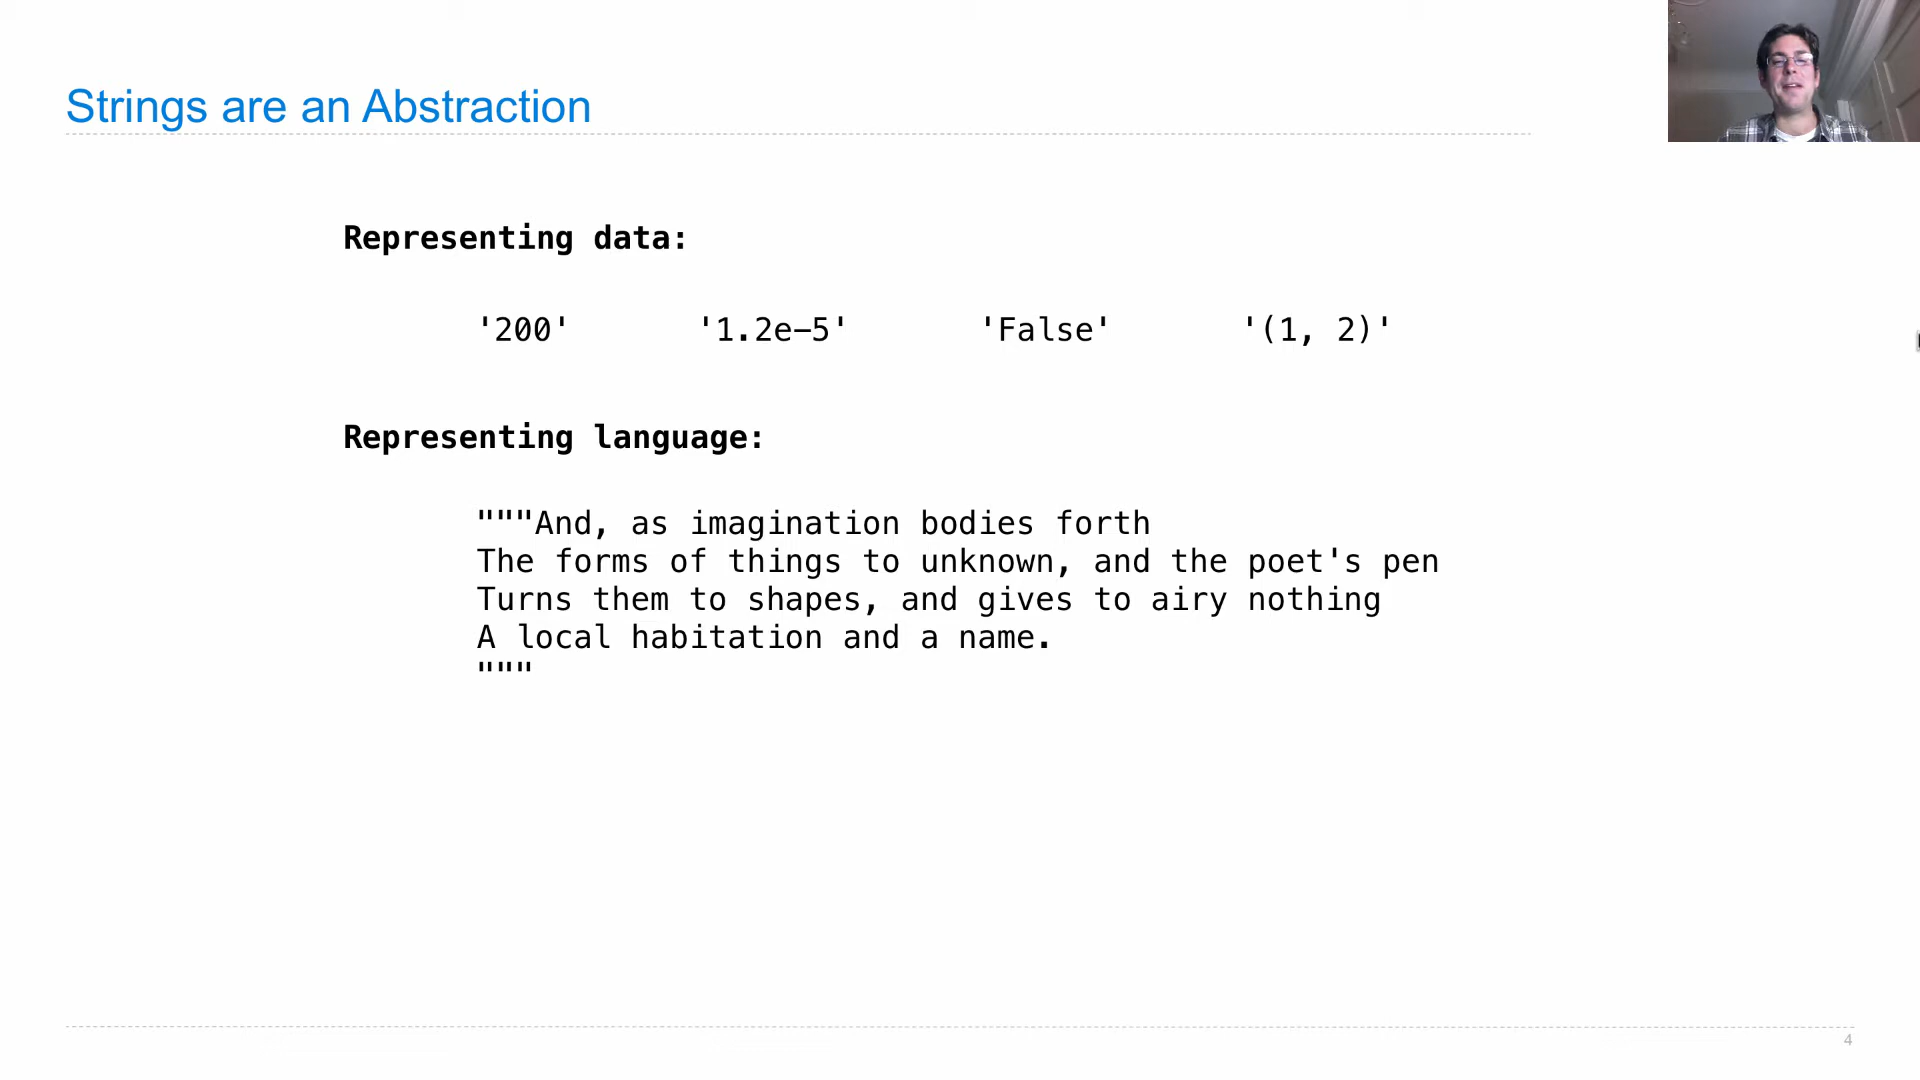 Strings are an Abstraction
Representing data:
'200' '1.2e-5' 'False' '(1, 2)'
Representing language:
"""And, as imagination bodies forth
The forms of things to unknown, and the poet's pen
Turns them to shapes, and gives to airy nothing
A local habitation and a name.
"""
4